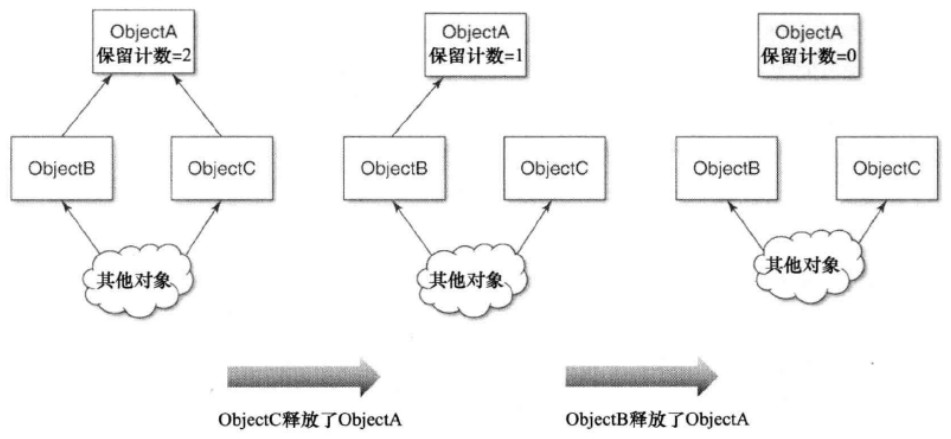 ObjectA
保留计数=2
ObjectA
保留计数=1
ObjectA
保留计数=0
ObjectB
ObjectC
ObjectB
ObjectC
ObjectB
ObjectC
其他对象
其他对象
其他对象
ObjectC释放了ObjectA
ObjectB释放了ObjectA